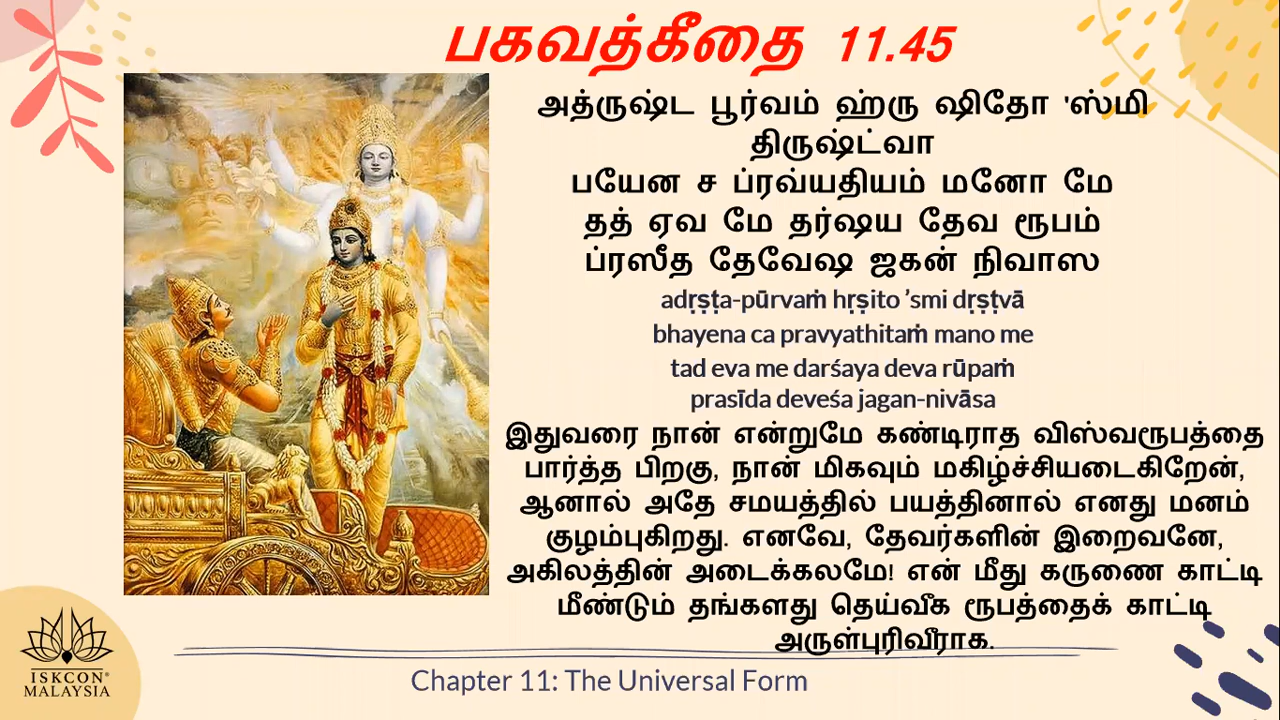 பகவத்கீதை 11.45
அத்ருஷ்ட பூர்வம் ஹ்ரு ஷிதோ 'ஸ்மி
திருஷ்ட்வா
பயேன ச ப்ரவ்யதியம் மனோ மே
தத் ஏவ மே தர்ஷய தேவ ரூபம்
ப்ரஸீத தேவேஷ ஜகன் நிவாஸ
adṛṣṭa-pūrvaṁ hṛṣito ’smi dṛṣṭvā
bhayena ca pravyathitaṁ mano me
tad eva me darśaya deva rūpaṁ
prasīda deveśa jagan-nivāsa
இதுவரை நான் என்றுமே கண்டிராத விஸ்வரூபத்தை
பார்த்த பிறகு, நான் மிகவும் மகிழ்ச்சியடைகிறேன்,
ஆனால் அதே சமயத்தில் பயத்தினால் எனது மனம்
குழம்புகிறது. எனவே, தேவர்களின் இறைவனே,
அகிலத்தின் அடைக்கலமே! என் மீது கருணை காட்டி
மீண்டும் தங்களது தெய்வீக ரூபத்தைக் காட்டி
அருள்புரிவீராக.
ISKCON®
MALAYSIA
Chapter 11: The Universal Form